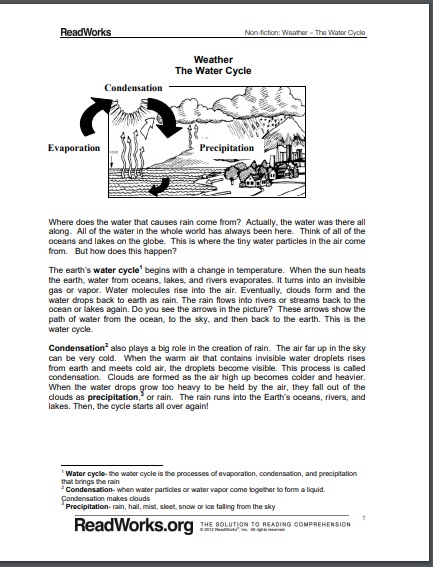 ReadWorks Non-fiction: Weather – The Water Cycle
Weather
The Water Cycle
Condensation
Evaporation Precipitation
Where does the water that causes rain come from? Actually, the water was there all
along. All of the water in the whole world has always been here. Think of all of the
oceans and lakes on the globe. This is where the tiny water particles in the air come
from. But how does this happen?
The earth's water cycle¹ begins with a change in temperature. When the sun heats
the earth, water from oceans, lakes, and rivers evaporates. It turns into an invisible
gas or vapor. Water molecules rise into the air. Eventually, clouds form and the
water drops back to earth as rain. The rain flows into rivers or streams back to the
ocean or lakes again. Do you see the arrows in the picture? These arrows show the
path of water from the ocean, to the sky, and then back to the earth. This is the
water cycle.
Condensation² also plays a big role in the creation of rain. The air far up in the sky
can be very cold. When the warm air that contains invisible water droplets rises
from earth and meets cold air, the droplets become visible. This process is called
condensation. Clouds are formed as the air high up becomes colder and heavier.
When the water drops grow too heavy to be held by the air, they fall out of the
clouds as precipitation,³ or rain. The rain runs into the Earth's oceans, rivers, and
lakes. Then, the cycle starts all over again!
¹ Water cycle- the water cycle is the processes of evaporation, condensation, and precipitation
that brings the rain
² Condensation- when water particles or water vapor come together to form a liquid.
Condensation makes clouds
³ Precipitation- rain, hail, mist, sleet, snow or ice falling from the sky
1
ReadWorks.org THE SOLUTION TO READING COMPREHENSION
© 2012 ReadWorks®, Inc. All rights reserved.